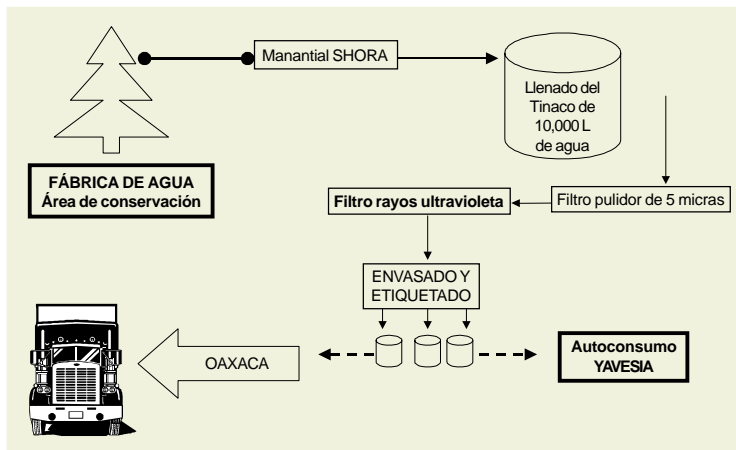 Manantial SHORA
Llenado del
Tinaco de
10,000 L
de agua
FÁBRICA DE AGUA
Área de conservación
Filtro rayos ultravioleta
Filtro pulidor de 5 micras
ENVASADO Y
ETIQUETADO
OAXACA
Autoconsumo
YAVESIA